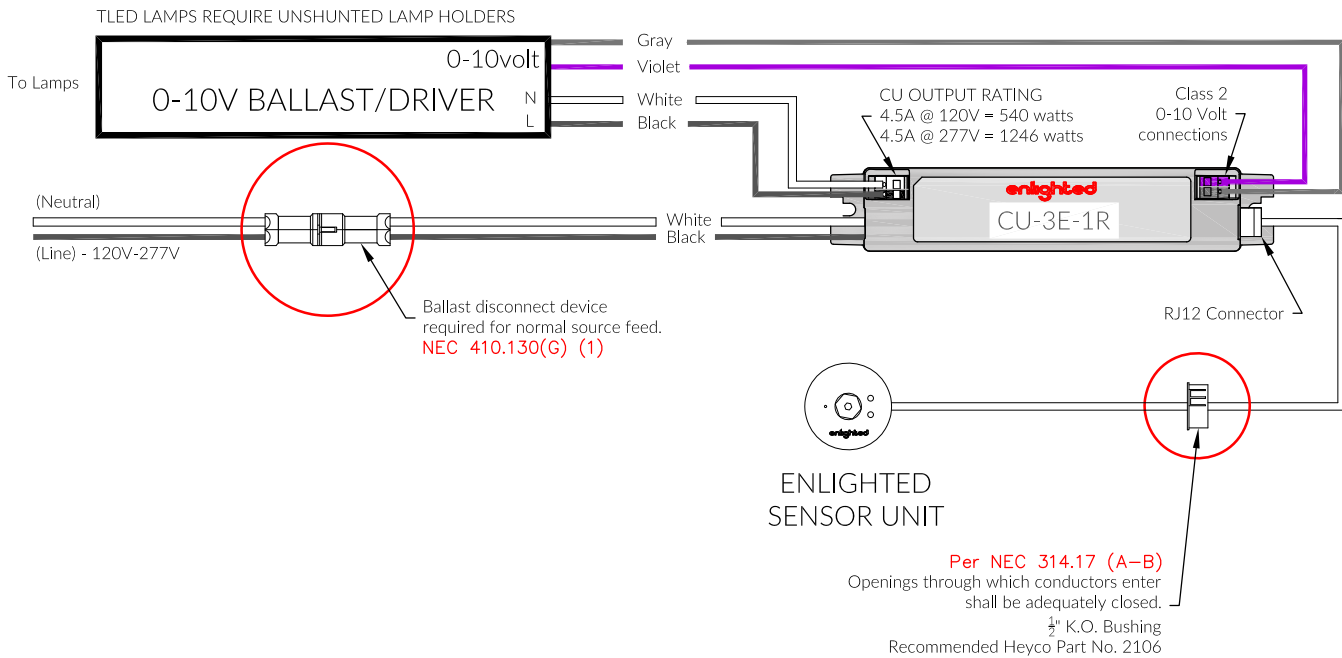 TLED LAMPS REQUIRE UNSHUNTED LAMP HOLDERS
To Lamps
0-10volt
0-10V BALLAST/DRIVER
N
L
Gray
Violet
White
Black
CU OUTPUT RATING
4.5A @ 120V = 540 watts
4.5A @ 277V = 1246 watts
Class 2
0-10 Volt
connections
enlighted
CU-3E-1R
(Neutral)
(Line) - 120V-277V
White
Black
Ballast disconnect device
required for normal source feed.
NEC 410.130(G) (1)
RJ12 Connector
enlighted
ENLIGHTED
SENSOR UNIT
Per NEC 314.17 (A-B)
Openings through which conductors enter
shall be adequately closed.
½" K.O. Bushing
Recommended Heyco Part No. 2106